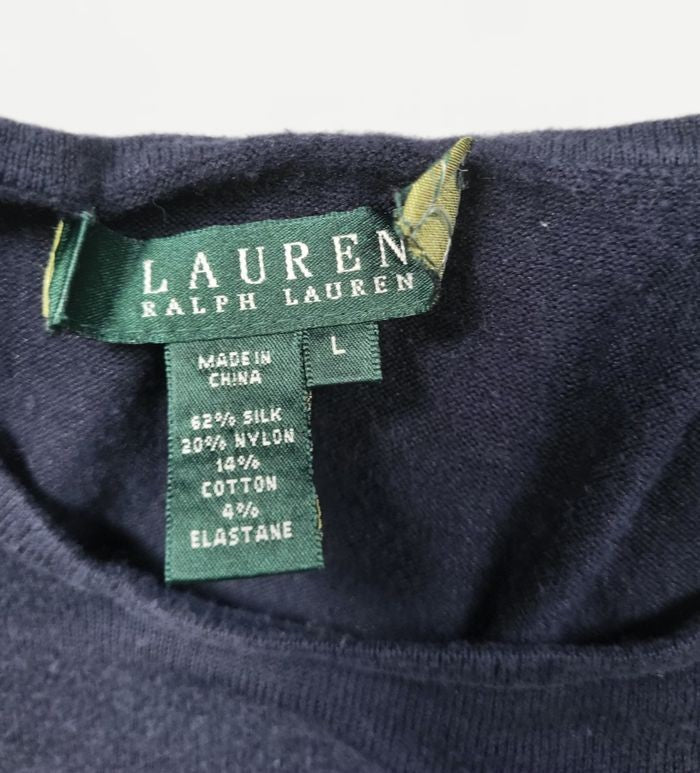 LAUREN
RALPH LAUREN
L
MADE IN
CHINA
62% SILK
20% NYLON
14%
COTTON
4%
ELASTANE